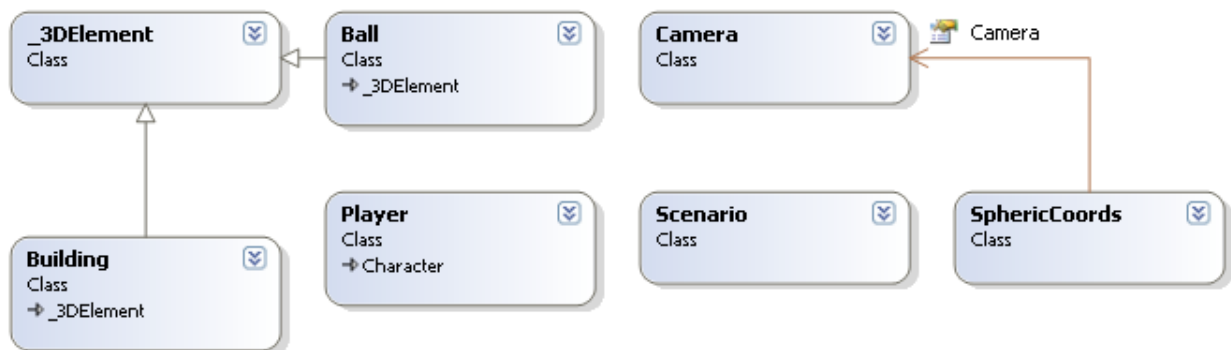 _3DElement
Class
Ball
Class
_3DElement
Camera
Class
Camera
Building
Class
_3DElement
Player
Class
Character
Scenario
Class
SphericCoords
Class